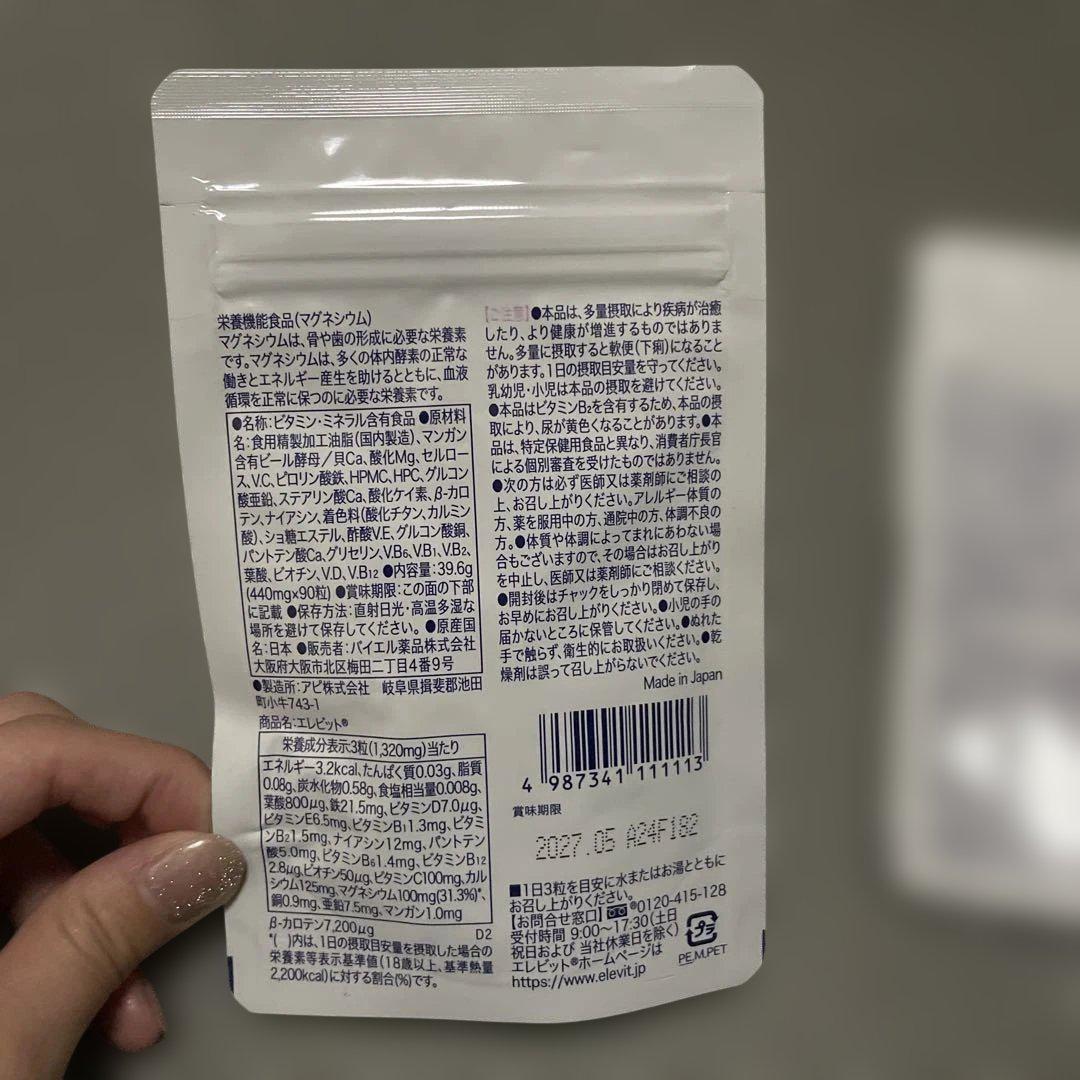 栄養機能食品(マグネシウム)
マグネシウムは、骨や歯の形成に必要な栄養素
です。マグネシウムは、多くの体内酵素の正常な
働きとエネルギー産生を助けるとともに、血液
循環を正常に保つのに必要な栄養素です。
●名称:ビタミン・ミネラル含有食品 ●原材料
名:食用精製加工油脂(国内製造)、マンガン
含有ビール酵母/貝Ca、酸化Mg、セルロー
ス、V.C、ピロリン酸鉄、HPMC、HPC、グルコン
酸亜鉛、ステアリン酸Ca、酸化ケイ素、β-カロ
テン、ナイアシン、着色料(酸化チタン、カルミン
酸)、ショ糖エステル、酢酸V.E、グルコン酸銅、
パントテン酸Ca、グリセリン、V.B6、V.B1、V.B2、
葉酸、ビオチン、V.D、V.B12 ●内容量:39.6g
(440mg×90粒) ●賞味期限:この面の下部
に記載 ●保存方法:直射日光・高温多湿な
場所を避けて保存してください。 ●原産国
名:日本 ●販売者:バイエル薬品株式会社
大阪府大阪市北区梅田二丁目4番9号
●製造所:アピ株式会社 岐阜県揖斐郡池田
町小牛743-1
商品名:エレビット®
栄養成分表示:3粒(1,320mg)当たり
エネルギー3.2kcal、たんぱく質0.03g、脂質
0.08g、炭水化物0.58g、食塩相当量0.008g、
葉酸800μg、鉄21.5mg、ビタミンD7.0μg、
ビタミンE6.5mg、ビタミンB1 1.3mg、ビタミ
ンB2 1.5mg、ナイアシン12mg、パントテン
酸5.0mg、ビタミンB6 1.4mg、ビタミンB12
2.8μg、ビオチン50μg、ビタミンC100mg、カル
シウム125mg、マグネシウム100mg(31.3%)*、
銅0.9mg、亜鉛7.5mg、マンガン1.0mg
β-カロテン7,200μg D2
*( )内は、1日の摂取目安量を摂取した場合の
栄養素等表示基準値(18歳以上、基準熱量
2,200kcal)に対する割合(%)です。
【ご注意】●本品は、多量摂取により疾病が治癒
したり、より健康が増進するものではありま
せん。多量に摂取すると軟便(下痢)になること
があります。1日の摂取目安量を守ってください。
乳幼児・小児は本品の摂取を避けてください。
●本品はビタミンB2を含有するため、本品の摂
取により、尿が黄色くなることがあります。●本
品は、特定保健用食品と異なり、消費者庁長官
による個別審査を受けたものではありません。
●次の方は必ず医師又は薬剤師にご相談の
上、お召し上がりください。アレルギー体質の
方、薬を服用中の方、通院中の方、体調不良の
方。●体質や体調によってまれにあわない場
合もございますので、その場合はお召し上がり
を中止し、医師又は薬剤師にご相談ください。
●開封後はチャックをしっかり閉めて保存し、
お早めにお召し上がりください。●小児の手の
届かないところに保管してください。●ぬれた
手で触らず、衛生的にお取扱いください。●乾
燥剤は誤って召し上がらないでください。
Made in Japan
4 987341 111113
賞味期限
2027.05 A24F182
■1日3粒を目安に水またはお湯とともに
お召し上がりください。
【お問合せ窓口】®0120-415-128
受付時間 9:00〜17:30(土日
祝日および 当社休業日を除く)
エレビット®ホームページは
https://www.elevit.jp
プラ
PE,M,PET